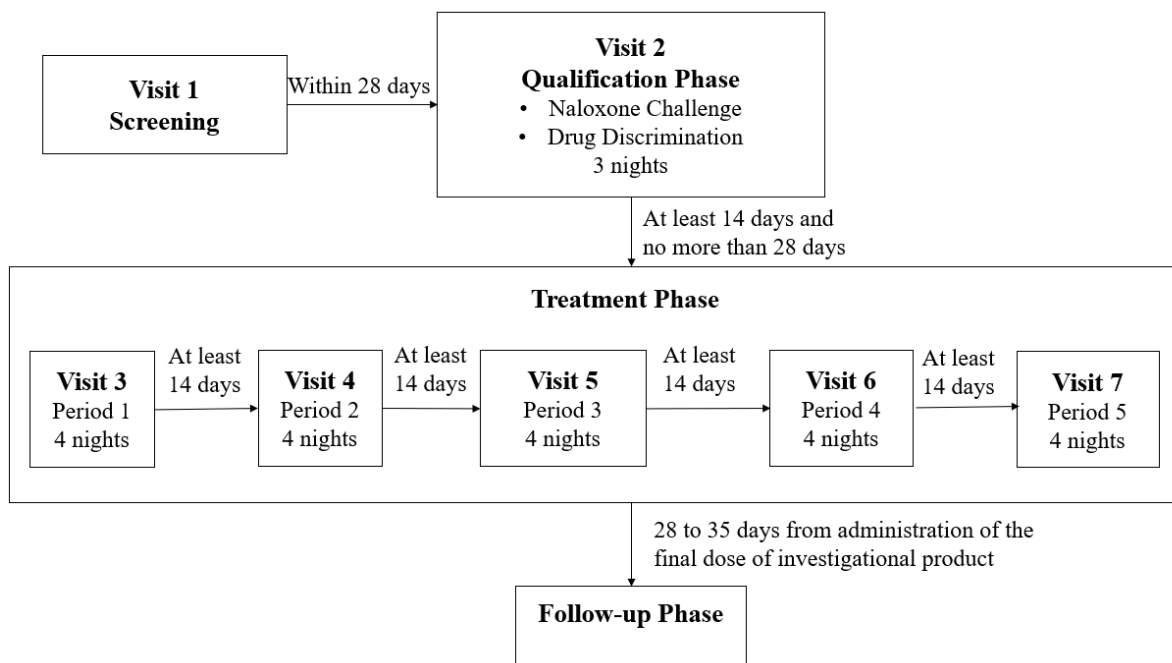 Visit 1
Screening
Within 28 days
Visit 2
Qualification Phase
• Naloxone Challenge
• Drug Discrimination
3 nights
At least 14 days and
no more than 28 days
Treatment Phase
Visit 3
Period 1
4 nights
At least
14 days
Visit 4
Period 2
4 nights
At least
14 days
Visit 5
Period 3
4 nights
At least
14 days
Visit 6
Period 4
4 nights
At least
14 days
Visit 7
Period 5
4 nights
28 to 35 days from administration of the
final dose of investigational product
Follow-up Phase